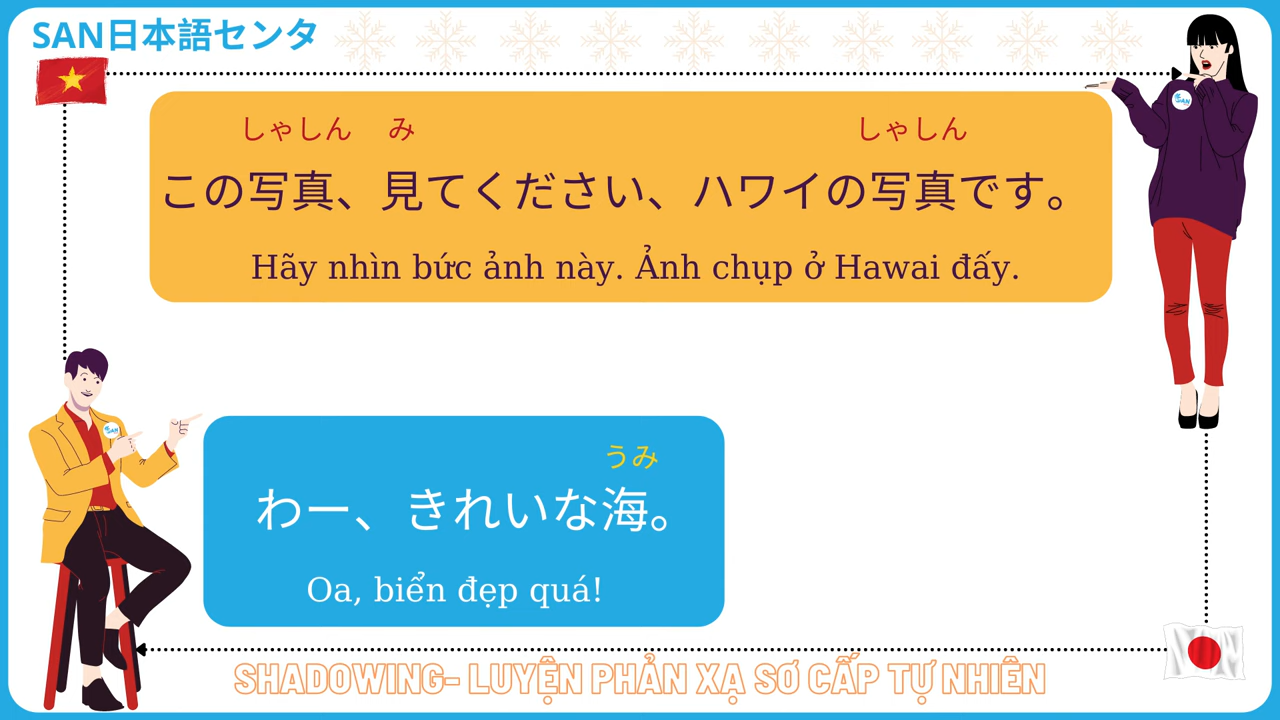 SAN日本語センタ
しゃしん み しゃしん
この写真、見てください、ハワイの写真です。
Hãy nhìn bức ảnh này. Ảnh chụp ở Hawai đấy.
うみ
わー、きれいな海。
Oa, biển đẹp quá!
SHADOWING- LUYỆN PHẢN XẠ SƠ CẤP TỰ NHIÊN